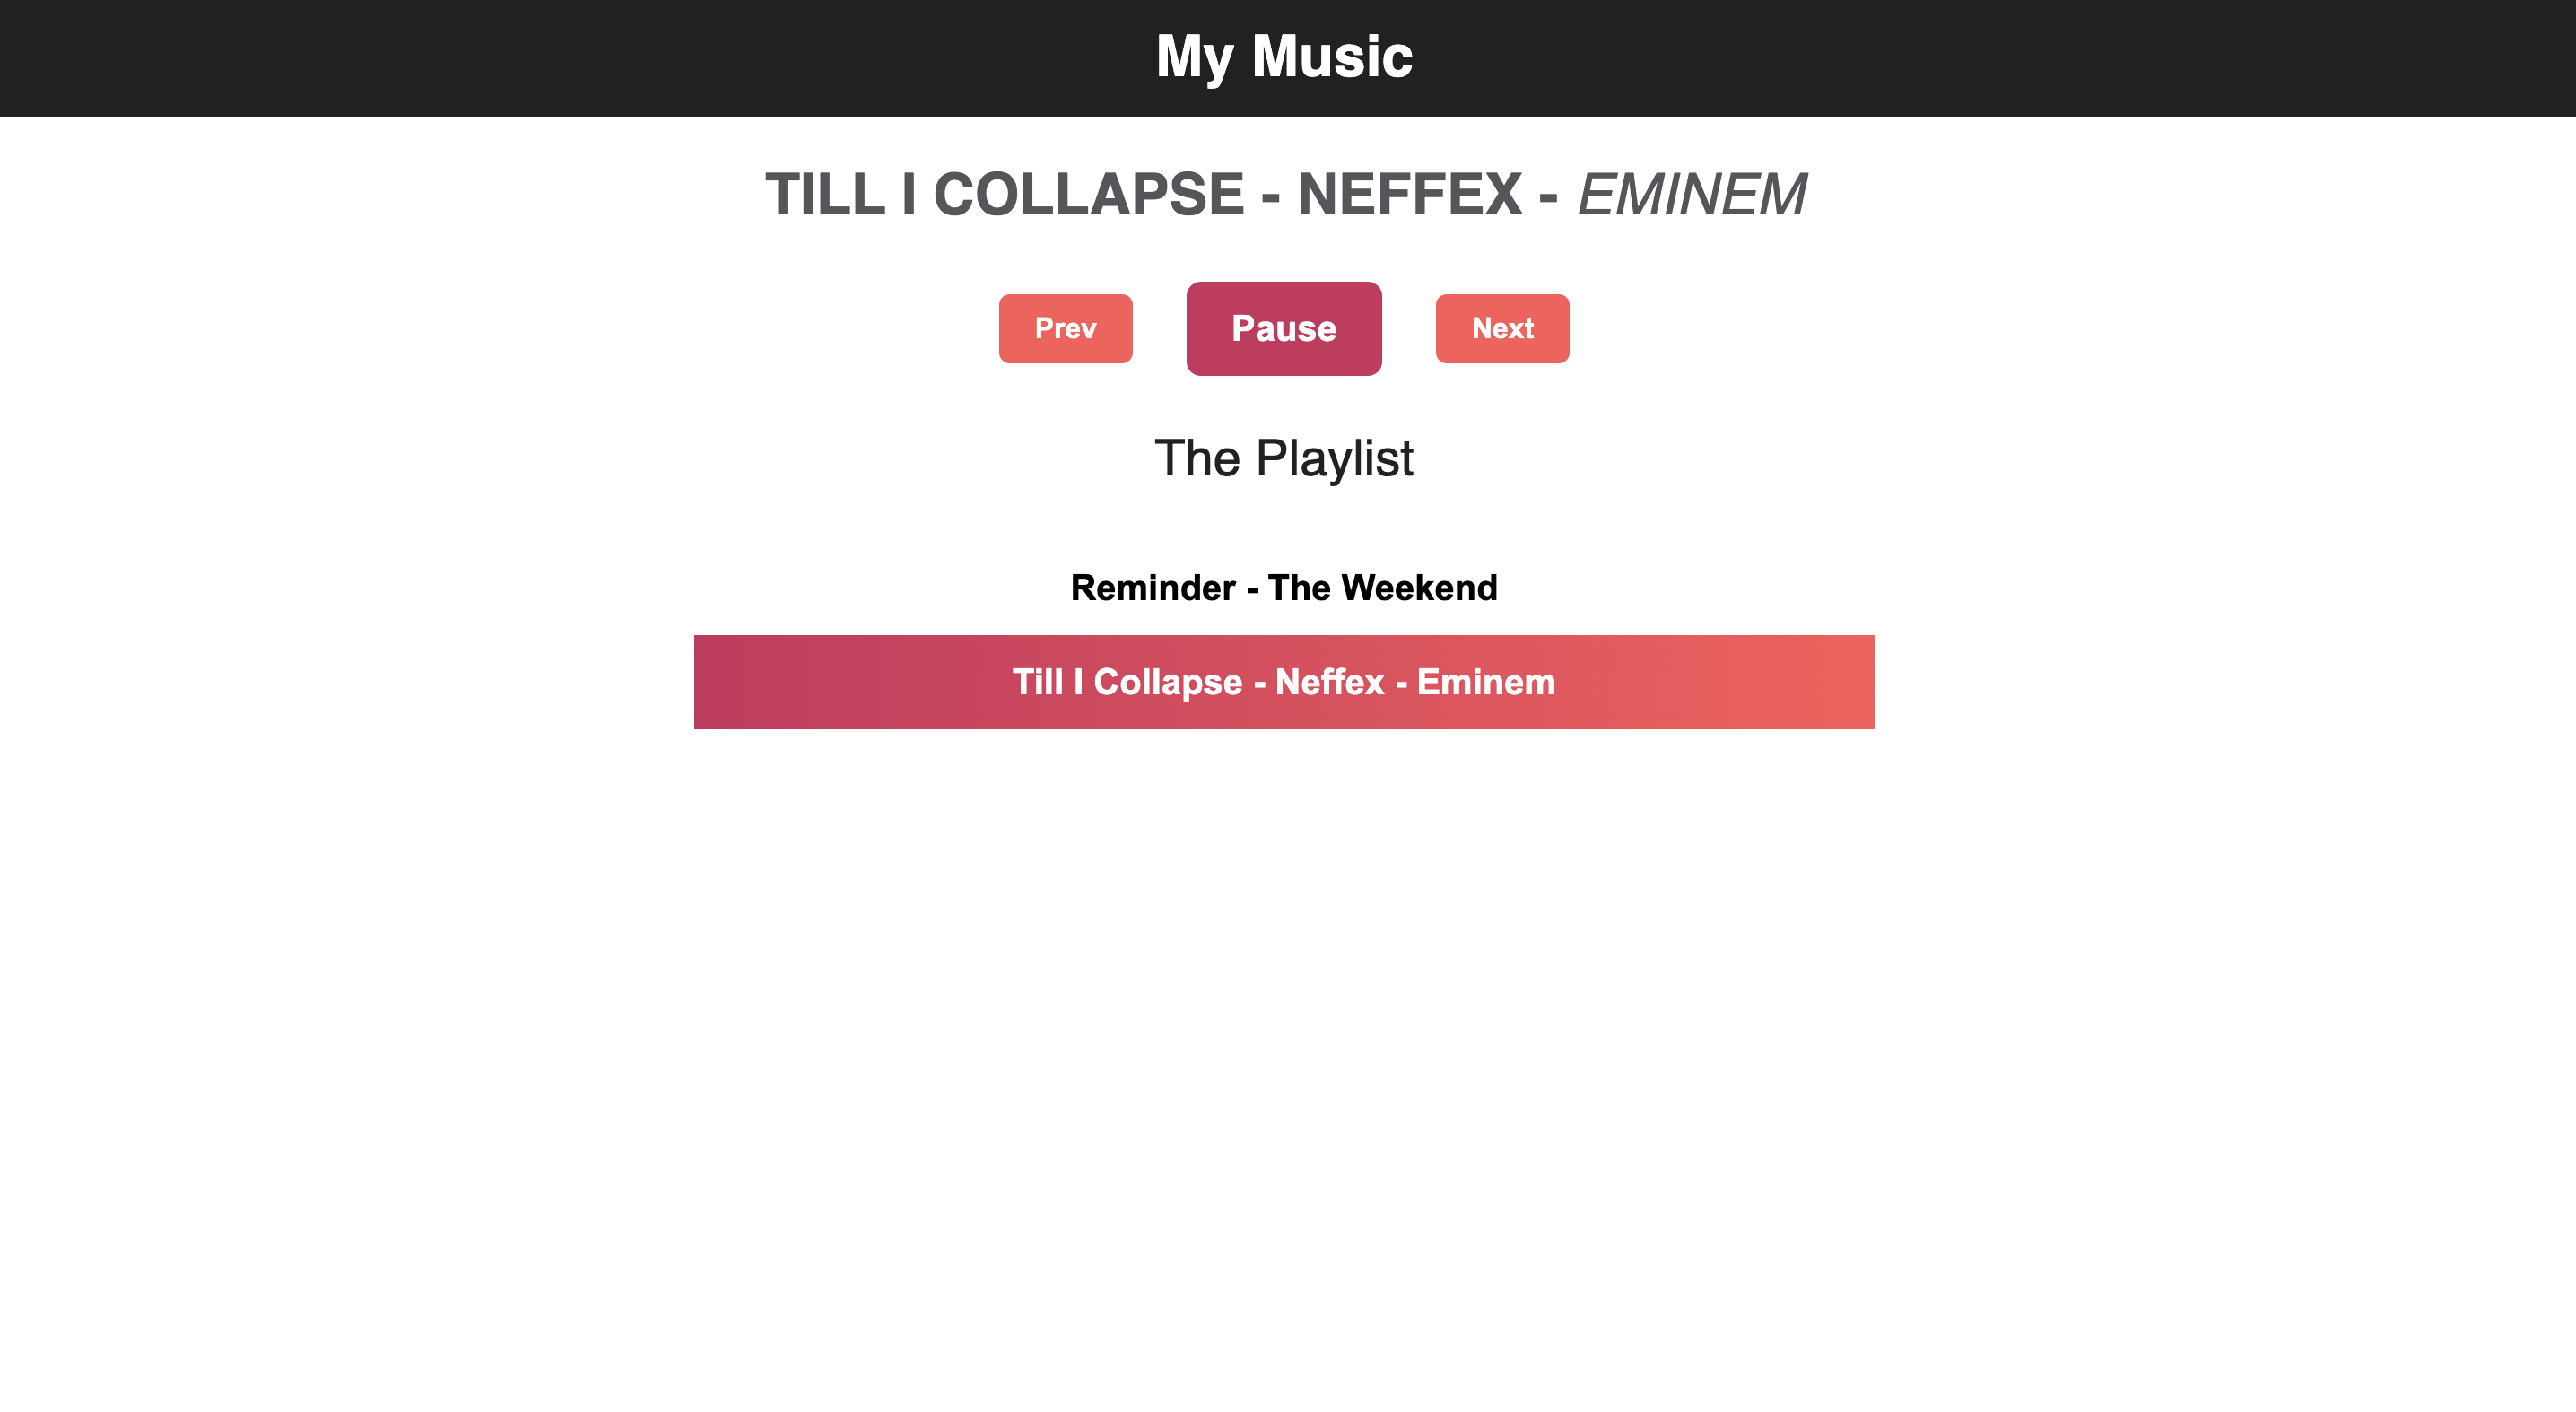 My Music
TILL I COLLAPSE - NEFFEX - EMINEM
Prev Pause Next
The Playlist
Reminder - The Weekend
Till I Collapse - Neffex - Eminem